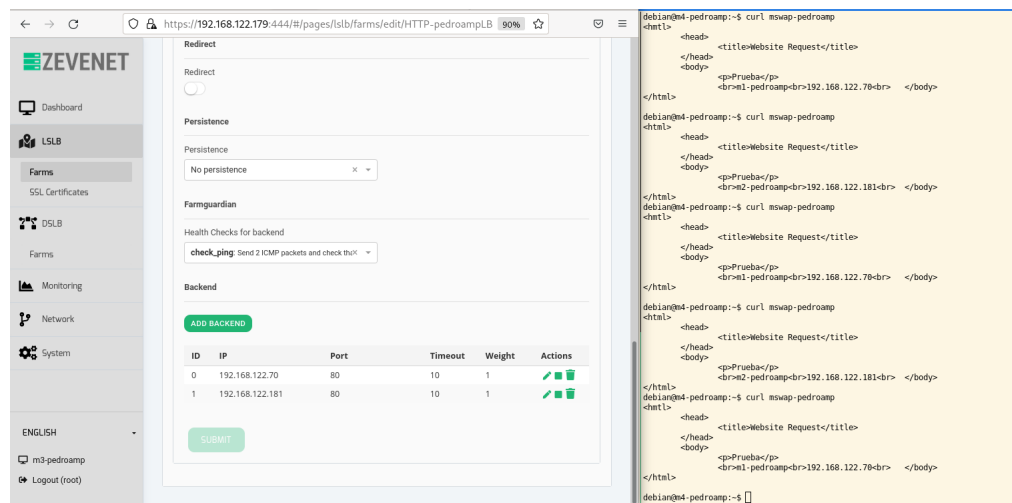 https://192.168.122.179:444/#/pages/lslb/farms/edit/HTTP-pedroampLB
90%
ZEVENET
Dashboard
LSLB
Farms
SSL Certificates
DSLB
Farms
Monitoring
Network
System
ENGLISH
m3-pedroamp
Logout (root)
Redirect
Redirect
Persistence
Persistence
No persistence
Farmguardian
Health Checks for backend
check_ping: Send 2 ICMP packets and check thi
Backend
ADD BACKEND
ID IP Port Timeout Weight Actions
0 192.168.122.70 80 10 1
1 192.168.122.181 80 10 1
SUBMIT
debian@m4-pedroamp:~$ curl mswap-pedroamp
<hmtl>
<head>
<title>Website Request</title>
</head>
<body>
<p>Prueba</p>
<br>m1-pedroamp<br>192.168.122.70<br> </body>
</html>
debian@m4-pedroamp:~$ curl mswap-pedroamp
<html>
<head>
<title>Website Request</title>
</head>
<body>
<p>Prueba</p>
<br>m2-pedroamp<br>192.168.122.181<br> </body>
</html>
debian@m4-pedroamp:~$ curl mswap-pedroamp
<hmtl>
<head>
<title>Website Request</title>
</head>
<body>
<p>Prueba</p>
<br>m1-pedroamp<br>192.168.122.70<br> </body>
</html>
debian@m4-pedroamp:~$ curl mswap-pedroamp
<html>
<head>
<title>Website Request</title>
</head>
<body>
<p>Prueba</p>
<br>m2-pedroamp<br>192.168.122.181<br> </body>
</html>
debian@m4-pedroamp:~$ curl mswap-pedroamp
<hmtl>
<head>
<title>Website Request</title>
</head>
<body>
<p>Prueba</p>
<br>m1-pedroamp<br>192.168.122.70<br> </body>
</html>
debian@m4-pedroamp:~$